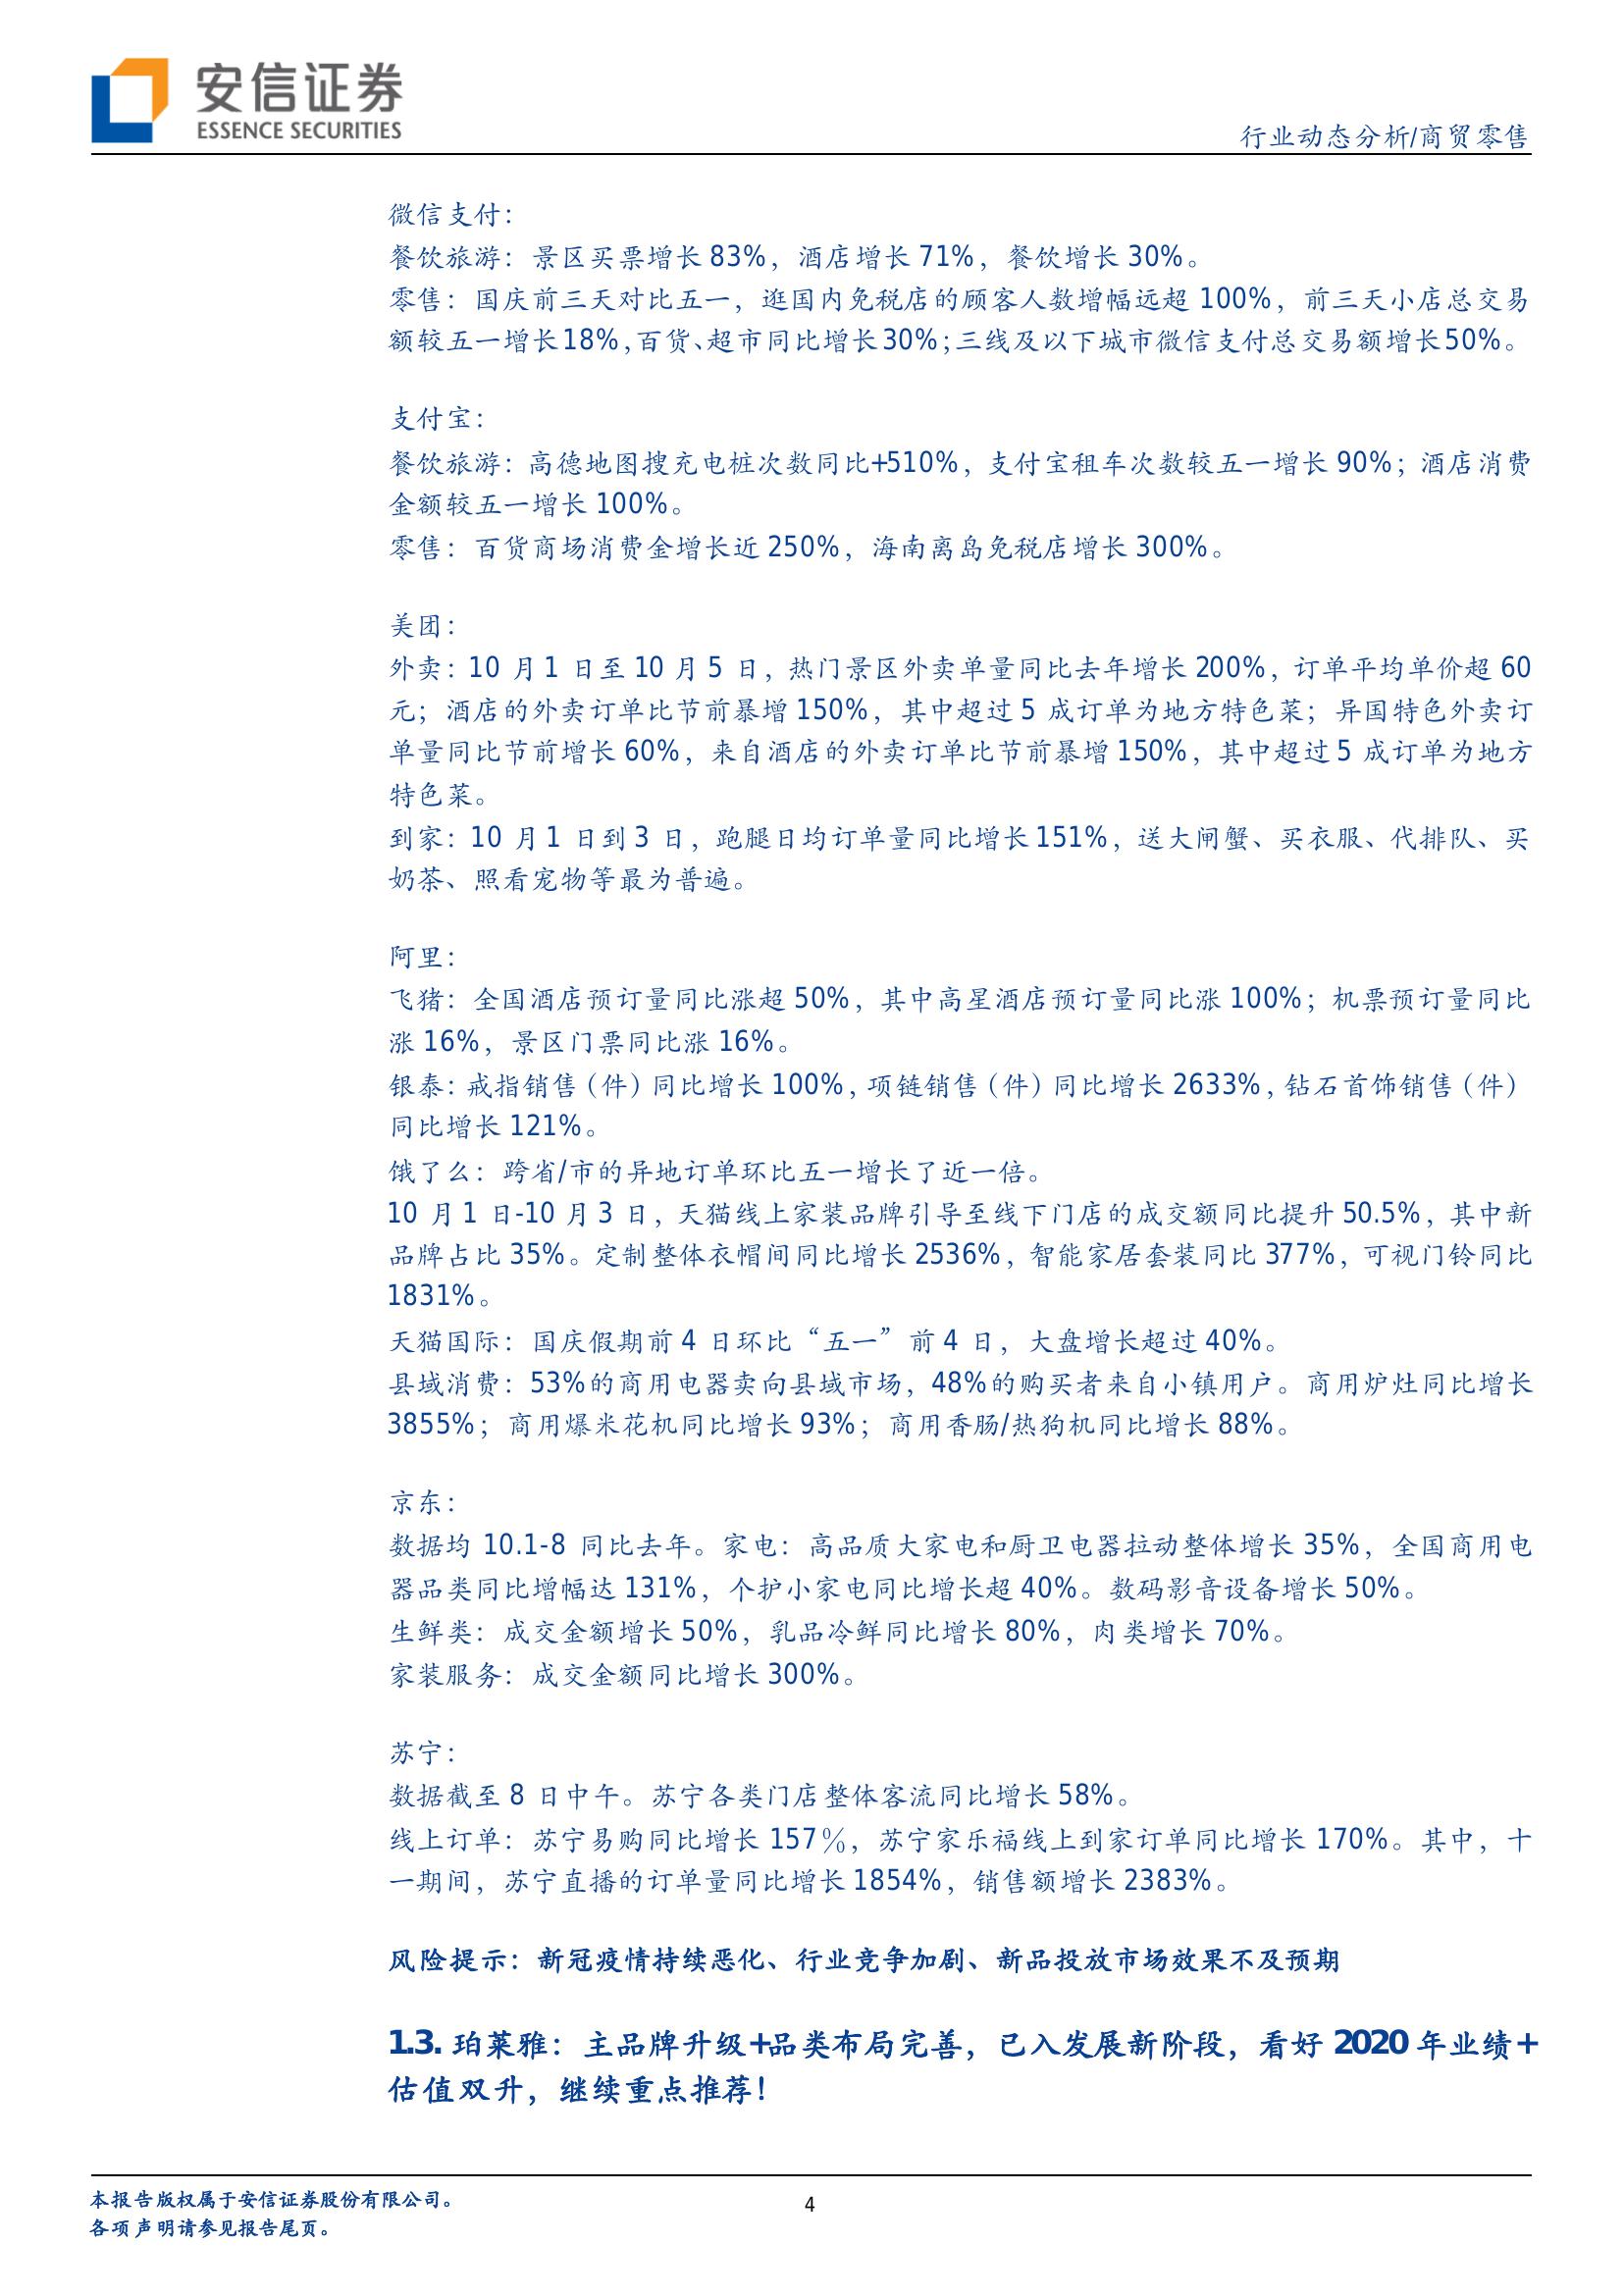 安信证券
ESSENCE SECURITIES
行业动态分析/商贸零售
微信支付：
餐饮旅游：景区买票增长 83%，酒店增长 71%，餐饮增长 30%。
零售：国庆前三天对比五一，逛国内免税店的顾客人数增幅远超 100%，前三天小店总交易
额较五一增长18%，百货、超市同比增长30%；三线及以下城市微信支付总交易额增长50%。
支付宝：
餐饮旅游：高德地图搜充电桩次数同比+510%，支付宝租车次数较五一增长 90%；酒店消费
金额较五一增长 100%。
零售：百货商场消费金增长近 250%，海南离岛免税店增长 300%。
美团：
外卖：10 月 1 日至 10 月 5 日，热门景区外卖单量同比去年增长 200%，订单平均单价超 60
元；酒店的外卖订单比节前暴增 150%，其中超过 5 成订单为地方特色菜；异国特色外卖订
单量同比节前增长 60%，来自酒店的外卖订单比节前暴增 150%，其中超过 5 成订单为地方
特色菜。
到家：10 月 1 日到 3 日，跑腿日均订单量同比增长 151%，送大闸蟹、买衣服、代排队、买
奶茶、照看宠物等最为普遍。
阿里：
飞猪：全国酒店预订量同比涨超 50%，其中高星酒店预订量同比涨 100%；机票预订量同比
涨 16%，景区门票同比涨 16%。
银泰：戒指销售（件）同比增长 100%，项链销售（件）同比增长 2633%，钻石首饰销售（件）
同比增长 121%。
饿了么：跨省/市的异地订单环比五一增长了近一倍。
10 月 1 日-10 月 3 日，天猫线上家装品牌引导至线下门店的成交额同比提升 50.5%，其中新
品牌占比 35%。定制整体衣帽间同比增长 2536%，智能家居套装同比 377%，可视门铃同比
1831%。
天猫国际：国庆假期前 4 日环比“五一”前 4 日，大盘增长超过 40%。
县域消费：53%的商用电器卖向县域市场，48%的购买者来自小镇用户。商用炉灶同比增长
3855%；商用爆米花机同比增长 93%；商用香肠/热狗机同比增长 88%。
京东：
数据均 10.1-8 同比去年。家电：高品质大家电和厨卫电器拉动整体增长 35%，全国商用电
器品类同比增幅达 131%，个护小家电同比增长超 40%。数码影音设备增长 50%。
生鲜类：成交金额增长 50%，乳品冷鲜同比增长 80%，肉类增长 70%。
家装服务：成交金额同比增长 300%。
苏宁：
数据截至 8 日中午。苏宁各类门店整体客流同比增长 58%。
线上订单：苏宁易购同比增长 157％，苏宁家乐福线上到家订单同比增长 170%。其中，十
一期间，苏宁直播的订单量同比增长 1854%，销售额增长 2383%。
风险提示：新冠疫情持续恶化、行业竞争加剧、新品投放市场效果不及预期
1.3. 珀莱雅：主品牌升级+品类布局完善，已入发展新阶段，看好 2020 年业绩+
估值双升，继续重点推荐！
本报告版权属于安信证券股份有限公司。
4
各项声明请参见报告尾页。